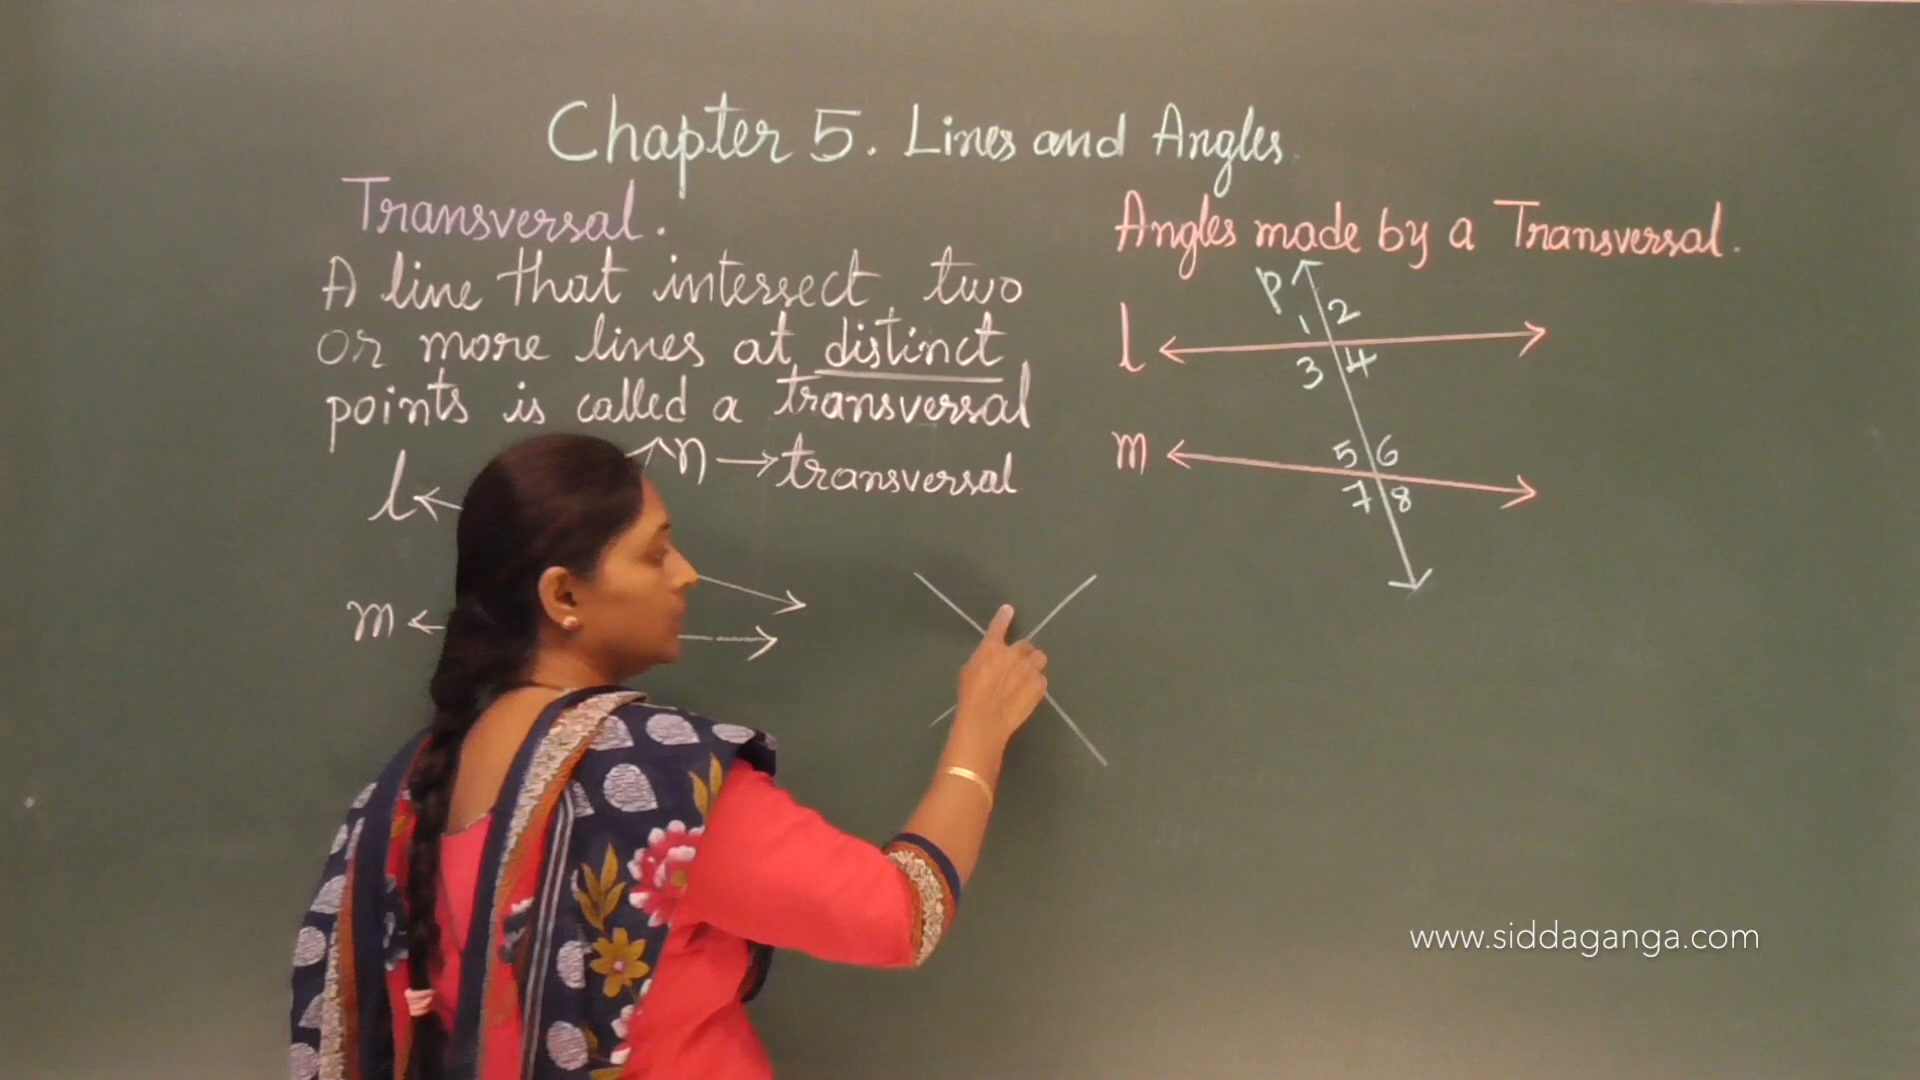 Chapter 5. Lines and Angles.
Transversal.
A line that intersect two
or more lines at distinct
points is called a transversal
l n → transversal
m
Angles made by a Transversal.
p
1 2
l
3 4
m 5 6
7 8
www.siddaganga.com